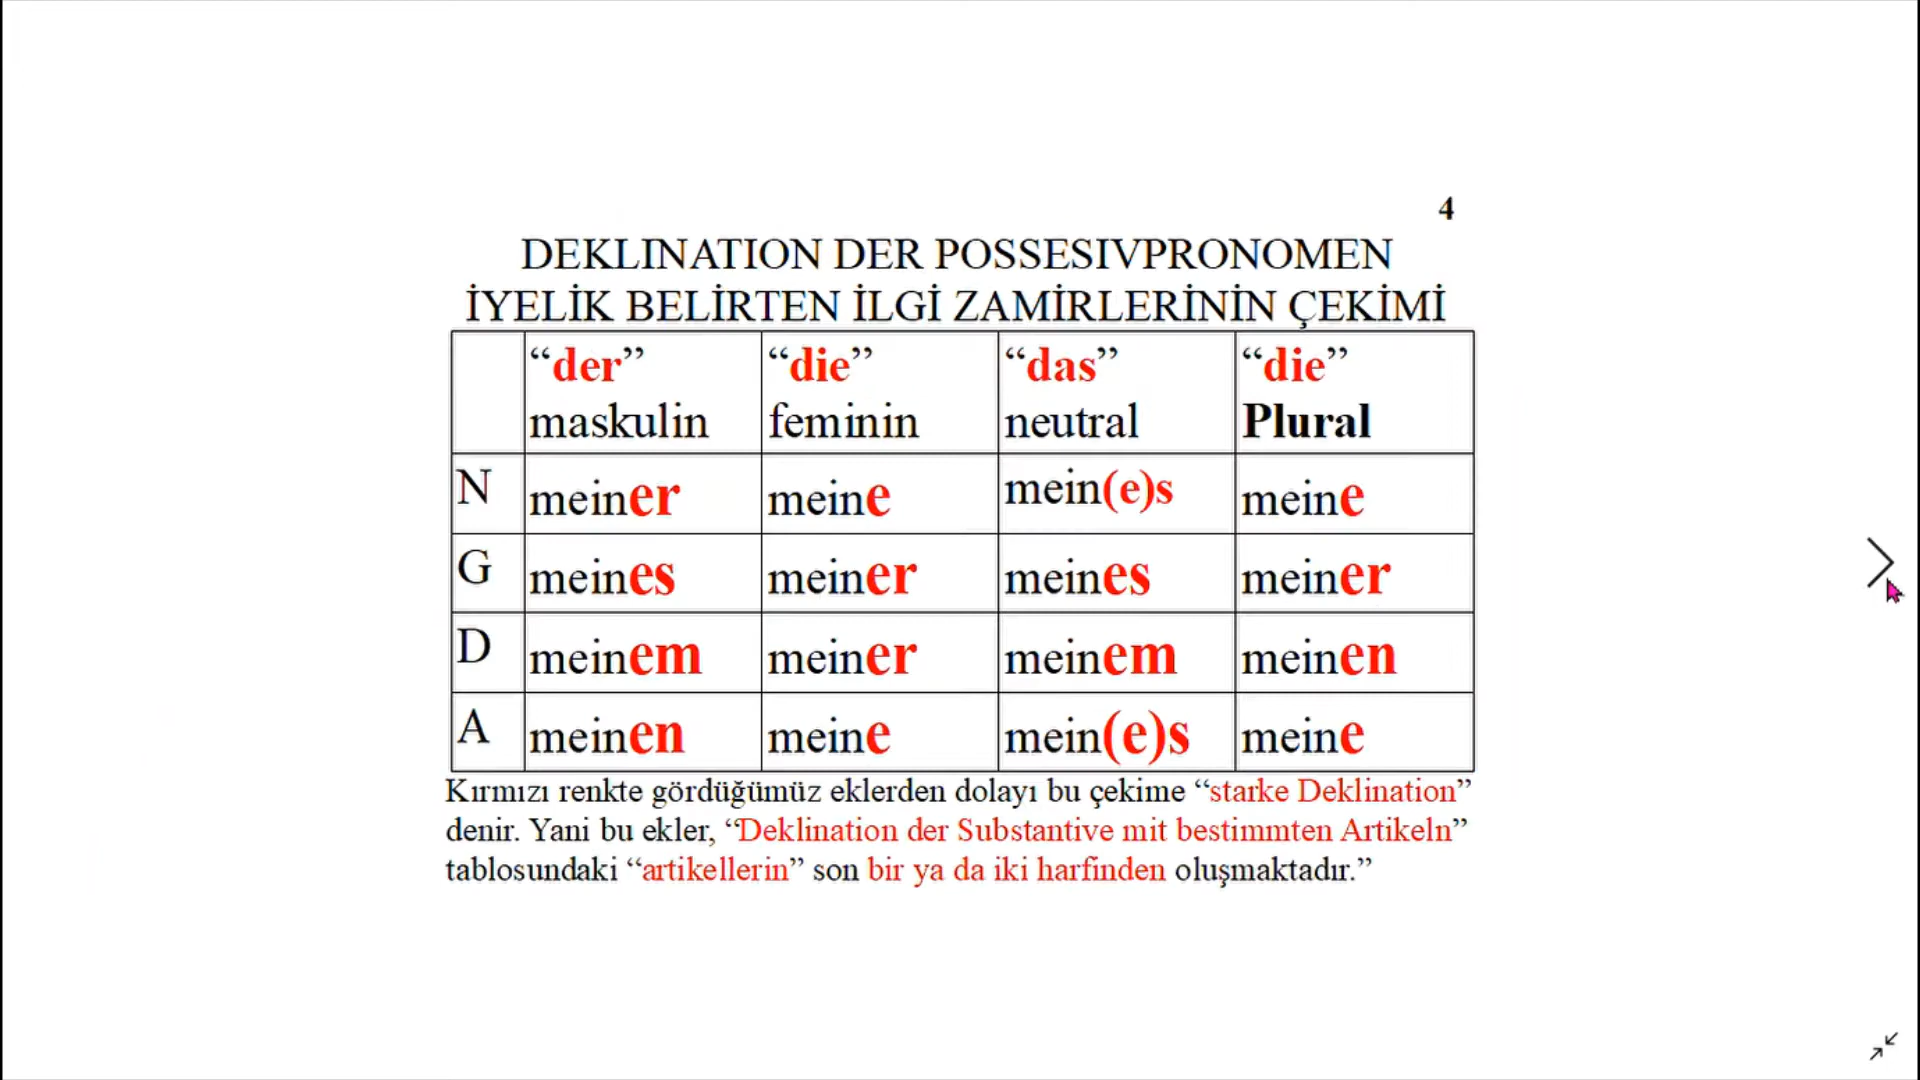 4
DEKLINATION DER POSSESIVPRONOMEN
İYELİK BELİRTEN İLGİ ZAMİRLERİNİN ÇEKİMİ
“der” maskulin “die” feminin “das” neutral “die” Plural
N meiner meine mein(e)s meine
G meines meiner meines meiner
D meinem meiner meinem meinen
A meinen meine mein(e)s meine
Kırmızı renkte gördüğümüz eklerden dolayı bu çekime “starke Deklination”
denir. Yani bu ekler, “Deklination der Substantive mit bestimmten Artikeln”
tablosundaki “artikellerin” son bir ya da iki harfinden oluşmaktadır.”